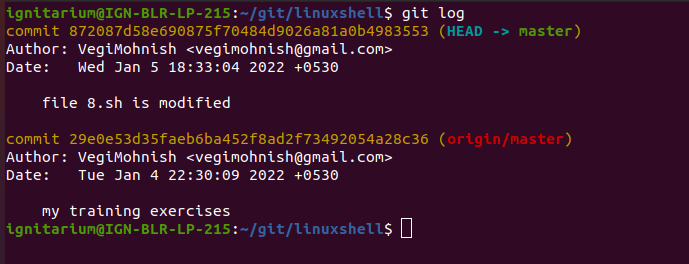 ignitarium@IGN-BLR-LP-215:~/git/linuxshell$ git log
commit 872087d58e690875f70484d9026a81a0b4983553 (HEAD -> master)
Author: VegiMohnish <vegimohnish@gmail.com>
Date:   Wed Jan 5 18:33:04 2022 +0530
    file 8.sh is modified
commit 29e0e53d35faeb6ba452f8ad2f73492054a28c36 (origin/master)
Author: VegiMohnish <vegimohnish@gmail.com>
Date:   Tue Jan 4 22:30:09 2022 +0530
    my training exercises
ignitarium@IGN-BLR-LP-215:~/git/linuxshell$